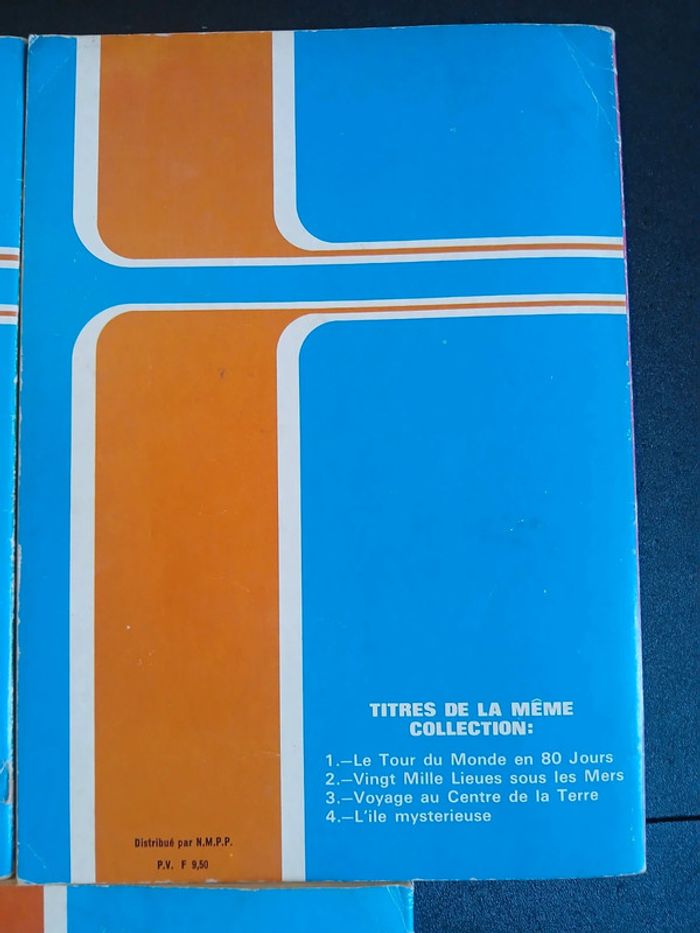 TITRES DE LA MÊME
COLLECTION:
1.—Le Tour du Monde en 80 Jours
2.—Vingt Mille Lieues sous les Mers
3.—Voyage au Centre de la Terre
4.—L'ile mysterieuse
Distribué par N.M.P.P.
P.V. F 9,50